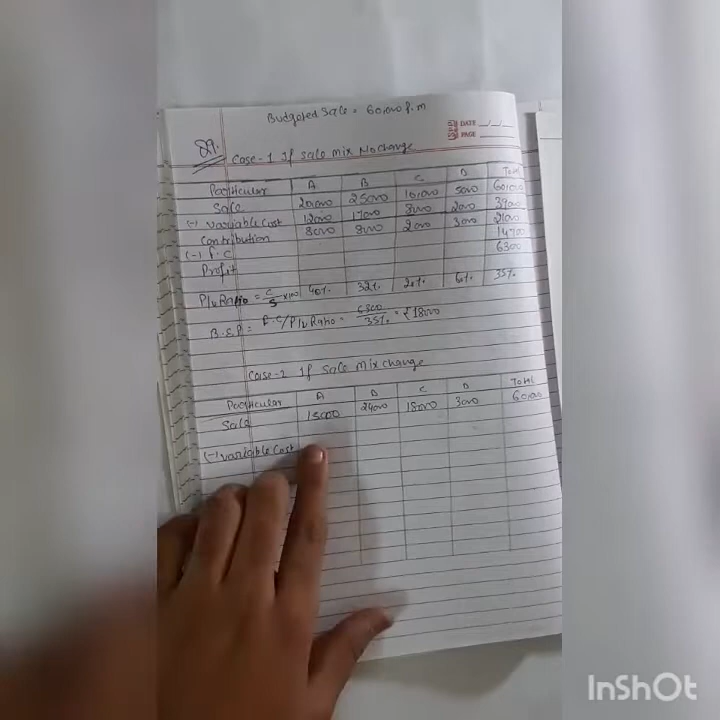 Budgeted Sale = 60,000 P.m
DATE
PAGE
Case-1 If Sale mix No change
Particular A B C D Total
Sale 20,000 25000 10,000 5000 60,000
(-) Variable Cost 12000 17000 8000 2000 39000
Contribution 8000 8000 2000 3000 21000
(-) F.C 14700
Profit 6300
P/v Ratio = C/S x100 40% 32% 20% 60% 35%
B.E.P = F.C/P/v Ratio = 6300/35% = ₹18000
Case-2 If Sale mix change
Particular A B C D Total
Sale 15000 24000 18000 3000 60,000
(-) variable Cost
InShOt